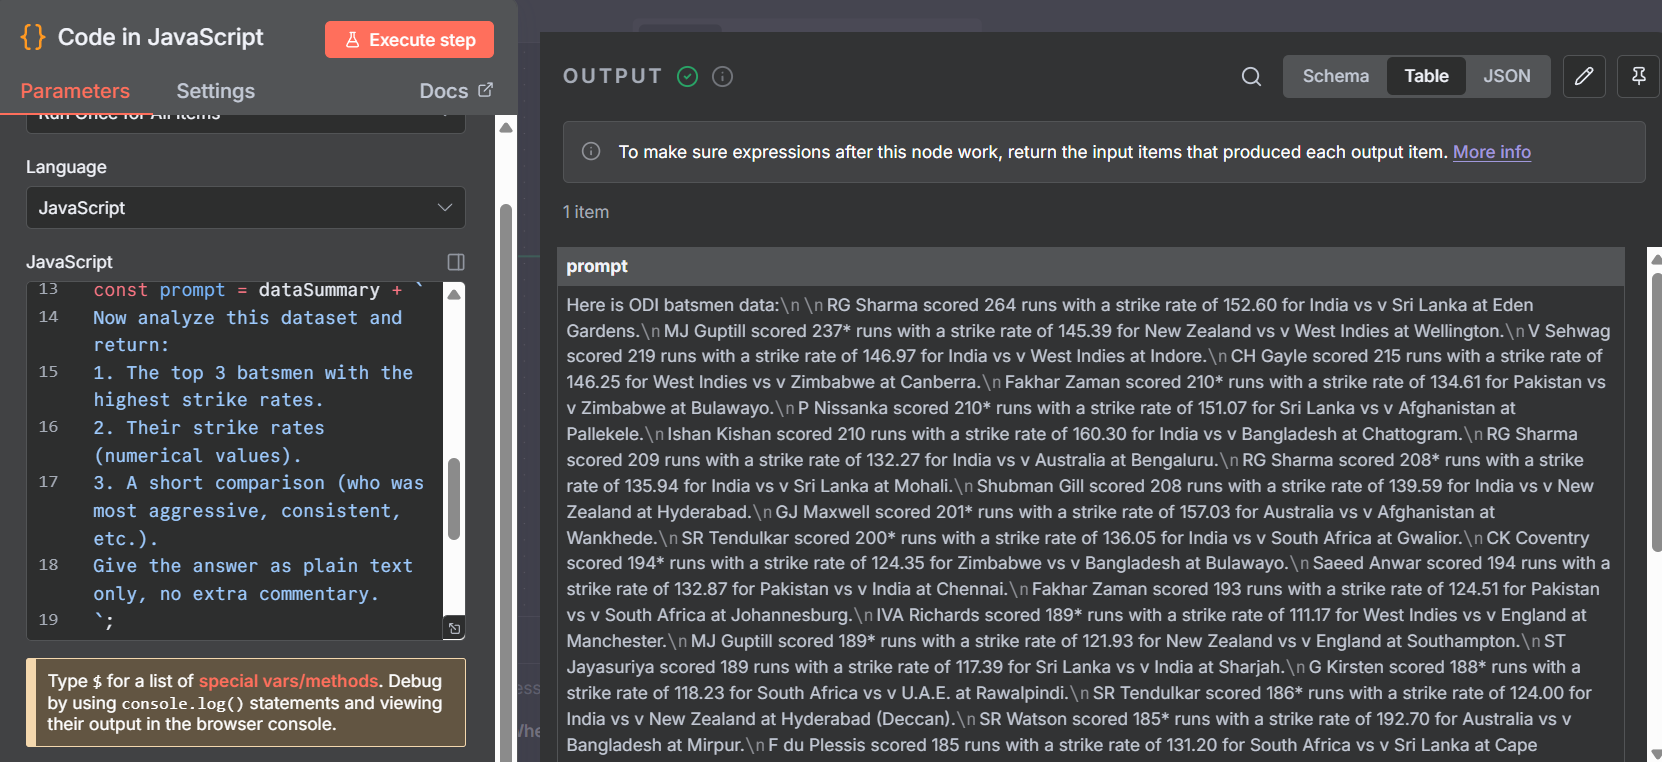 Code in JavaScript
Execute step
Parameters
Settings
Docs
Run Once for All Items
Language
JavaScript
JavaScript
13 const prompt = dataSummary + `
14 Now analyze this dataset and
return:
15 1. The top 3 batsmen with the
highest strike rates.
16 2. Their strike rates
(numerical values).
17 3. A short comparison (who was
most aggressive, consistent,
etc.).
18 Give the answer as plain text
only, no extra commentary.
19 `;
Type $ for a list of special vars/methods. Debug
by using console.log() statements and viewing
their output in the browser console.
OUTPUT
Schema
Table
JSON
To make sure expressions after this node work, return the input items that produced each output item. More info
1 item
prompt
Here is ODI batsmen data:\n \n RG Sharma scored 264 runs with a strike rate of 152.60 for India vs v Sri Lanka at Eden
Gardens.\n MJ Guptill scored 237* runs with a strike rate of 145.39 for New Zealand vs v West Indies at Wellington.\n V Sehwag
scored 219 runs with a strike rate of 146.97 for India vs v West Indies at Indore.\n CH Gayle scored 215 runs with a strike rate of
146.25 for West Indies vs v Zimbabwe at Canberra.\n Fakhar Zaman scored 210* runs with a strike rate of 134.61 for Pakistan vs
v Zimbabwe at Bulawayo.\n P Nissanka scored 210* runs with a strike rate of 151.07 for Sri Lanka vs v Afghanistan at
Pallekele.\n Ishan Kishan scored 210 runs with a strike rate of 160.30 for India vs v Bangladesh at Chattogram.\n RG Sharma
scored 209 runs with a strike rate of 132.27 for India vs v Australia at Bengaluru.\n RG Sharma scored 208* runs with a strike
rate of 135.94 for India vs v Sri Lanka at Mohali.\n Shubman Gill scored 208 runs with a strike rate of 139.59 for India vs v New
Zealand at Hyderabad.\n GJ Maxwell scored 201* runs with a strike rate of 157.03 for Australia vs v Afghanistan at
Wankhede.\n SR Tendulkar scored 200* runs with a strike rate of 136.05 for India vs v South Africa at Gwalior.\n CK Coventry
scored 194* runs with a strike rate of 124.35 for Zimbabwe vs v Bangladesh at Bulawayo.\n Saeed Anwar scored 194 runs with a
strike rate of 132.87 for Pakistan vs v India at Chennai.\n Fakhar Zaman scored 193 runs with a strike rate of 124.51 for Pakistan
vs v South Africa at Johannesburg.\n IVA Richards scored 189* runs with a strike rate of 111.17 for West Indies vs v England at
Manchester.\n MJ Guptill scored 189* runs with a strike rate of 121.93 for New Zealand vs v England at Southampton.\n ST
Jayasuriya scored 189 runs with a strike rate of 117.39 for Sri Lanka vs v India at Sharjah.\n G Kirsten scored 188* runs with a
strike rate of 118.23 for South Africa vs v U.A.E. at Rawalpindi.\n SR Tendulkar scored 186* runs with a strike rate of 124.00 for
India vs v New Zealand at Hyderabad (Deccan).\n SR Watson scored 185* runs with a strike rate of 192.70 for Australia vs v
Bangladesh at Mirpur.\n F du Plessis scored 185 runs with a strike rate of 131.20 for South Africa vs v Sri Lanka at Cape